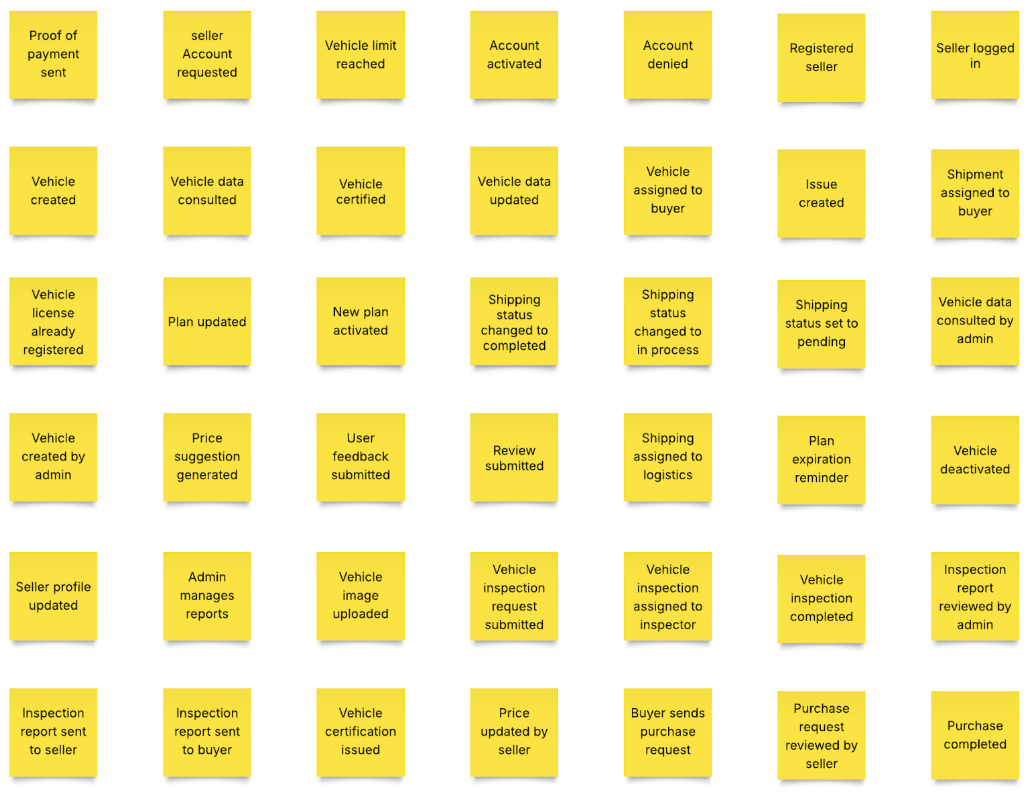 Proof of
payment
sent
seller
Account
requested
Vehicle limit
reached
Account
activated
Account
denied
Registered
seller
Seller logged
in
Vehicle
created
Vehicle data
consulted
Vehicle
certified
Vehicle data
updated
Vehicle
assigned to
buyer
Issue
created
Shipment
assigned to
buyer
Vehicle
license
already
registered
Plan updated
New plan
activated
Shipping
status
changed to
completed
Shipping
status
changed to
in process
Shipping
status set to
pending
Vehicle data
consulted by
admin
Vehicle
created by
admin
Price
suggestion
generated
User
feedback
submitted
Review
submitted
Shipping
assigned to
logistics
Plan
expiration
reminder
Vehicle
deactivated
Seller profile
updated
Admin
manages
reports
Vehicle
image
uploaded
Vehicle
inspection
request
submitted
Vehicle
inspection
assigned to
inspector
Vehicle
inspection
completed
Inspection
report
reviewed by
admin
Inspection
report sent
to seller
Inspection
report sent
to buyer
Vehicle
certification
issued
Price
updated by
seller
Buyer sends
purchase
request
Purchase
request
reviewed by
seller
Purchase
completed